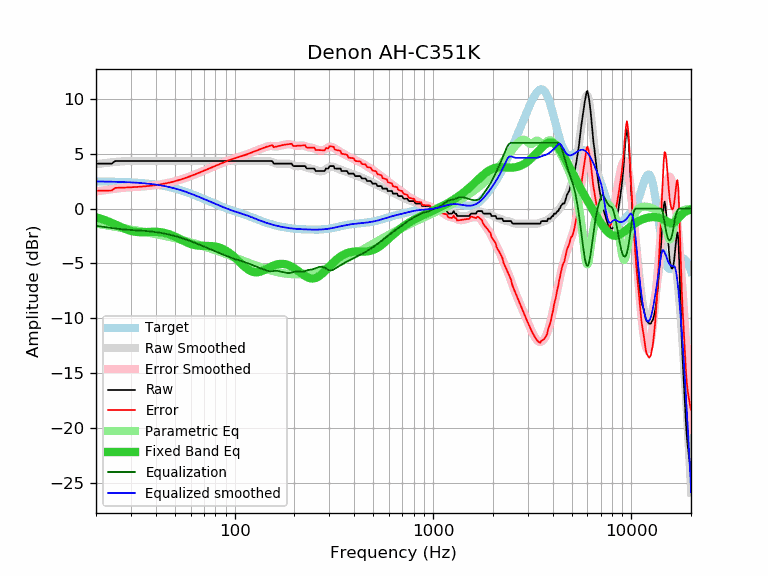 Denon AH-C351K
Amplitude (dBr)
10
5
0
−5
−10
−15
−20
−25
Target
Raw Smoothed
Error Smoothed
Raw
Error
Parametric Eq
Fixed Band Eq
Equalization
Equalized smoothed
100
1000
10000
Frequency (Hz)